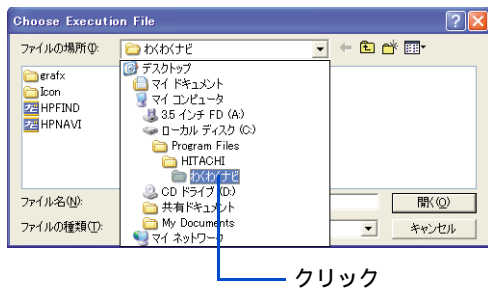 Choose Execution File
ファイルの場所(I):
わくわくナビ
grafx
Icon
HPFIND
HPNAVI
デスクトップ
マイ ドキュメント
マイ コンピュータ
3.5 インチ FD (A:)
ローカル ディスク (C:)
Program Files
HITACHI
わくわくナビ
CD ドライブ (D:)
共有ドキュメント
My Documents
マイ ネットワーク
ファイル名(N):
開く(O)
ファイルの種類(T):
キャンセル
クリック